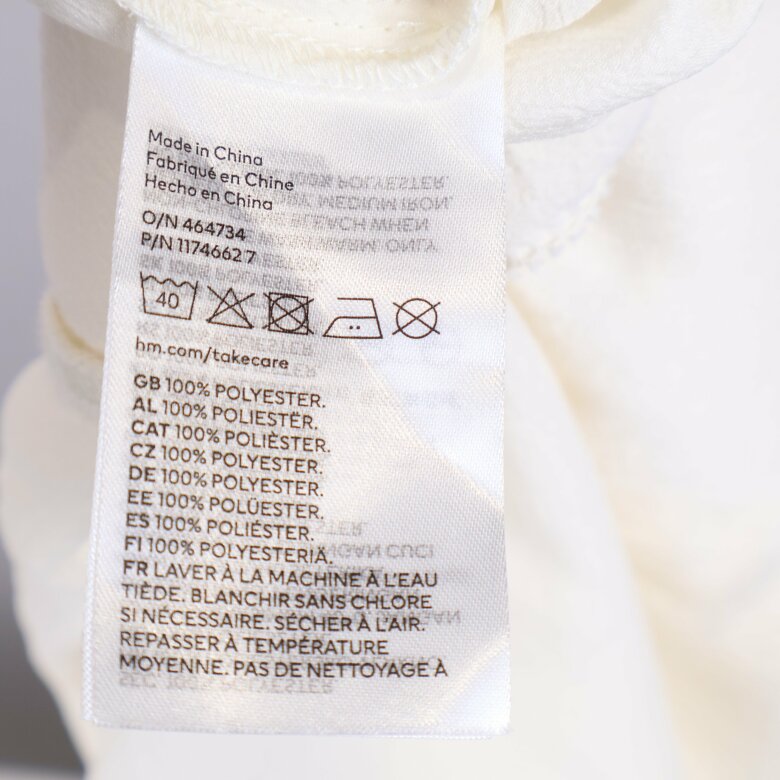 Made in China
Fabriqué en Chine
Hecho en China
O/N 464734
P/N 11746627
40
hm.com/takecare
GB 100% POLYESTER.
AL 100% POLIESTËR.
CAT 100% POLIÈSTER.
CZ 100% POLYESTER.
DE 100% POLYESTER.
EE 100% POLÜESTER.
ES 100% POLIÉSTER.
FI 100% POLYESTERIÄ.
FR LAVER À LA MACHINE À L'EAU
TIÈDE. BLANCHIR SANS CHLORE
SI NÉCESSAIRE. SÉCHER À L'AIR.
REPASSER À TEMPÉRATURE
MOYENNE. PAS DE NETTOYAGE À